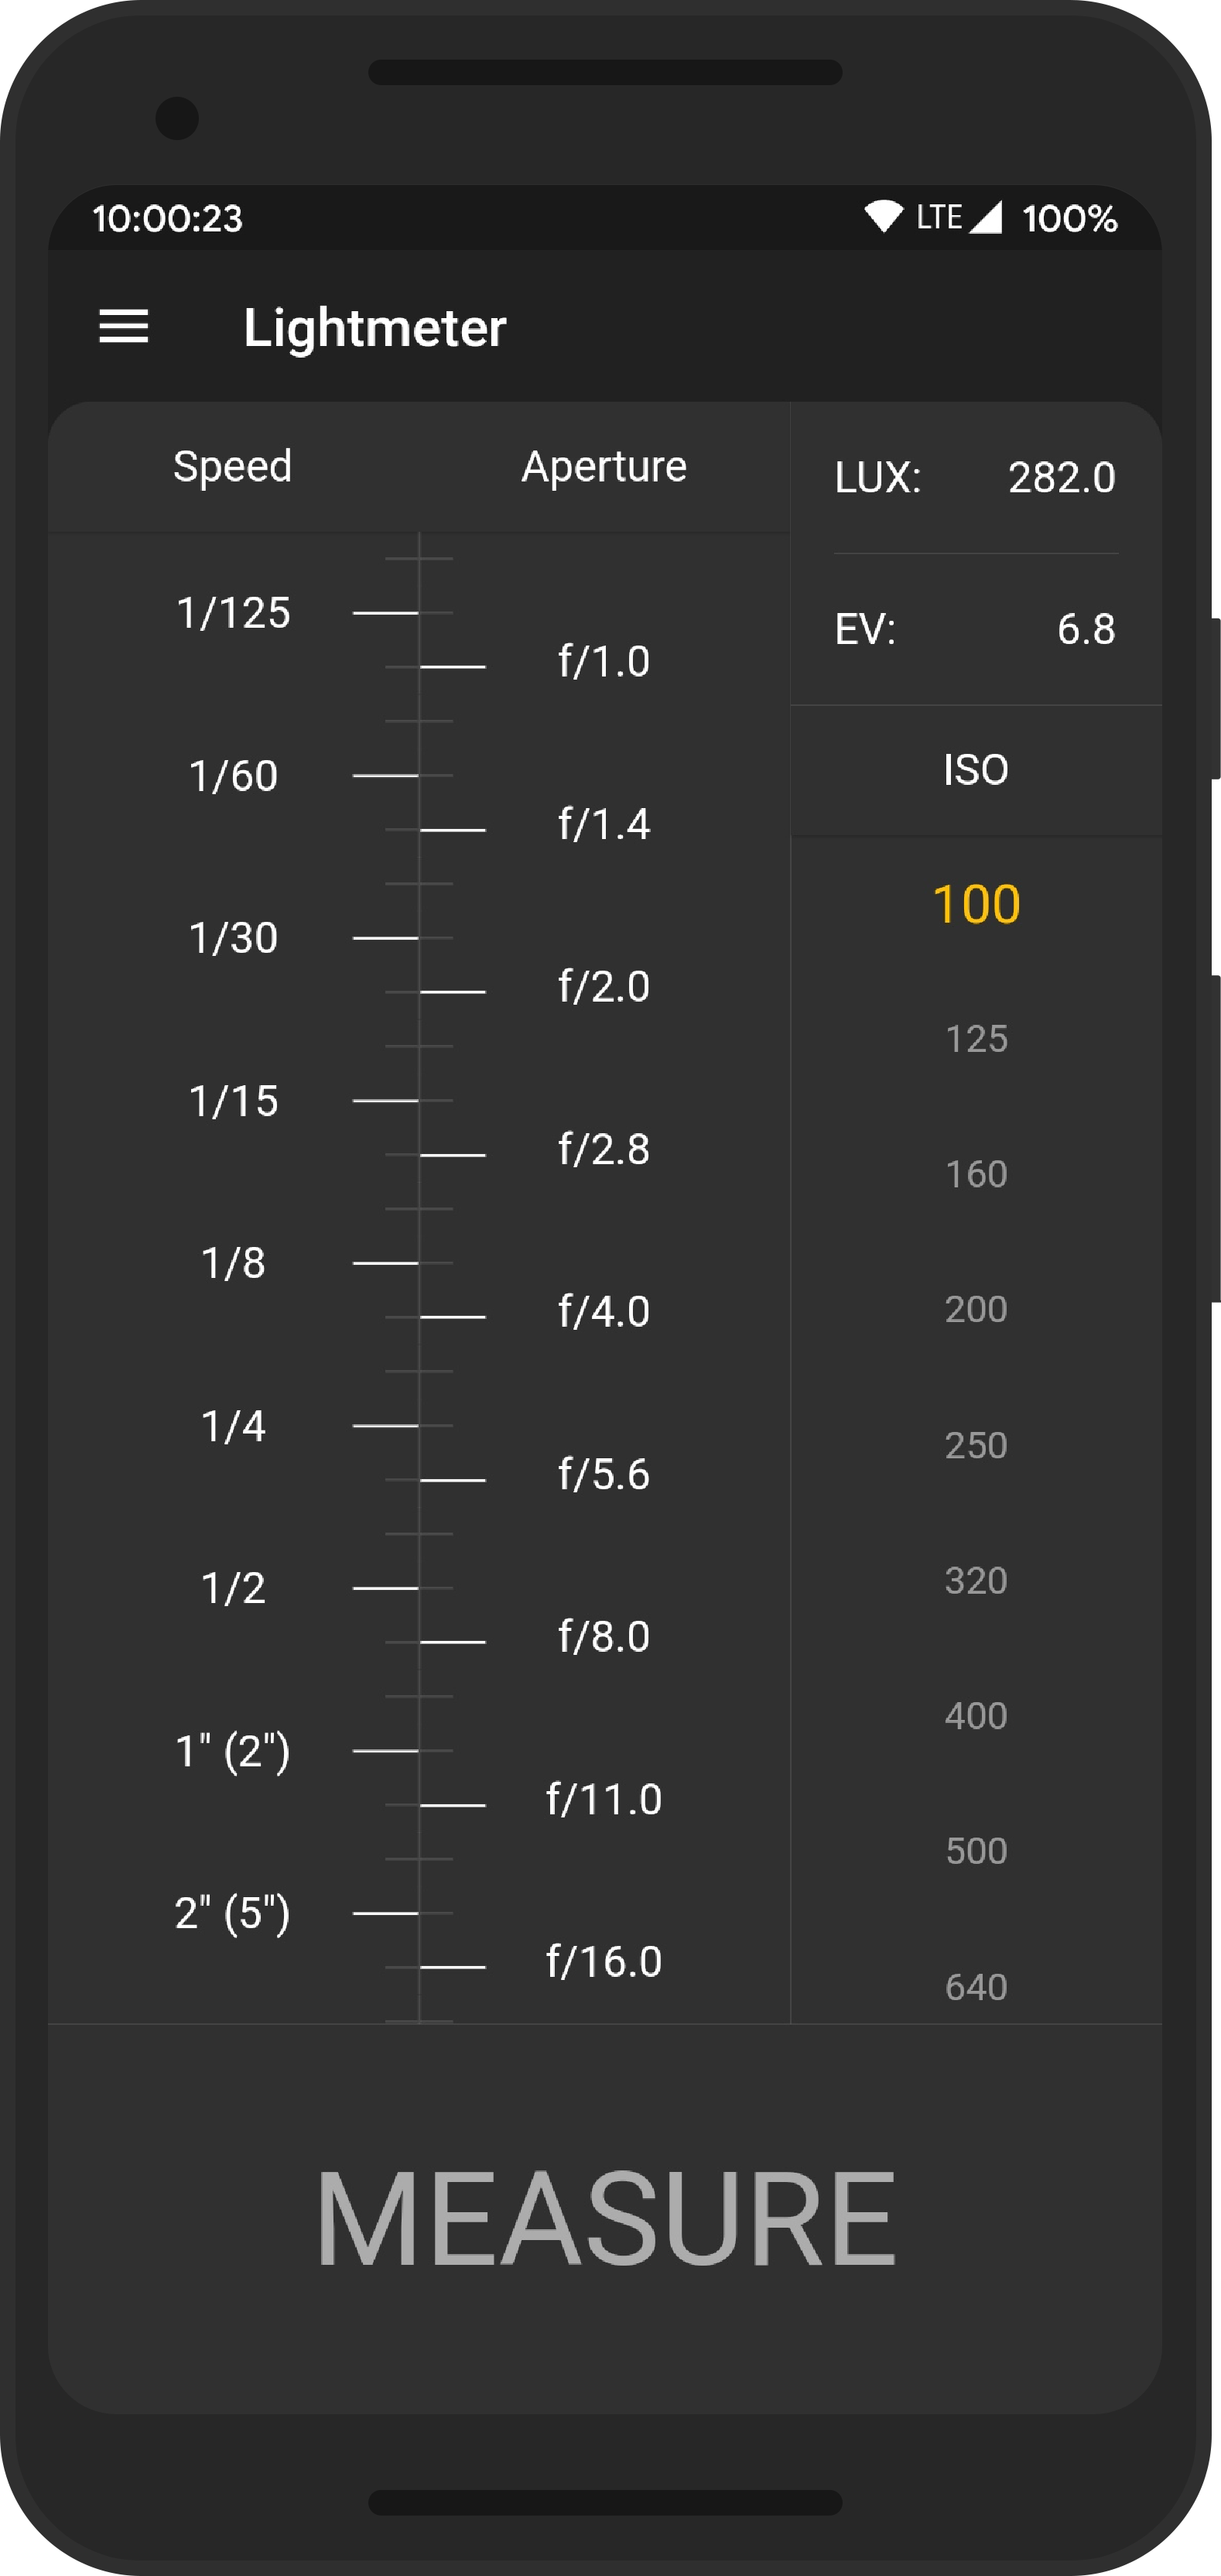 10:00:23 LTE 100%
Lightmeter
Speed Aperture
1/125
f/1.0
1/60
f/1.4
1/30
f/2.0
1/15
f/2.8
1/8
f/4.0
1/4
f/5.6
1/2
f/8.0
1" (2")
f/11.0
2" (5")
f/16.0
LUX: 282.0
EV: 6.8
ISO
100
125
160
200
250
320
400
500
640
MEASURE